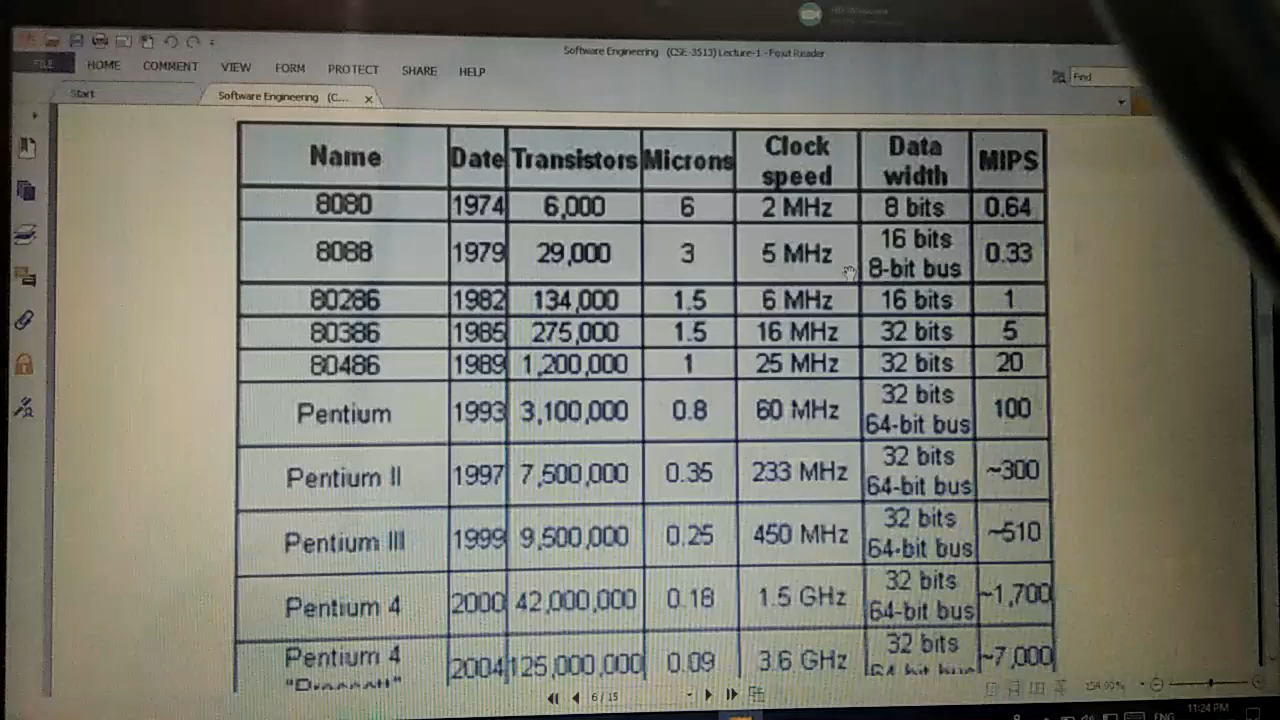 Software Engineering (CSE-3513) Lecture-1 - Foxit Reader
FILE HOME COMMENT VIEW FORM PROTECT SHARE HELP
Find
Start Software Engineering (C...
Name Date Transistors Microns Clock speed Data width MIPS
8080 1974 6,000 6 2 MHz 8 bits 0.64
8088 1979 29,000 3 5 MHz 16 bits 8-bit bus 0.33
80286 1982 134,000 1.5 6 MHz 16 bits 1
80386 1985 275,000 1.5 16 MHz 32 bits 5
80486 1989 1,200,000 1 25 MHz 32 bits 20
Pentium 1993 3,100,000 0.8 60 MHz 32 bits 64-bit bus 100
Pentium II 1997 7,500,000 0.35 233 MHz 32 bits 64-bit bus ~300
Pentium III 1999 9,500,000 0.25 450 MHz 32 bits 64-bit bus ~510
Pentium 4 2000 42,000,000 0.18 1.5 GHz 32 bits 64-bit bus ~1,700
Pentium 4 2004 125,000,000 0.09 3.6 GHz 32 bits ~7,000
6 / 15
11:24 PM
ENG